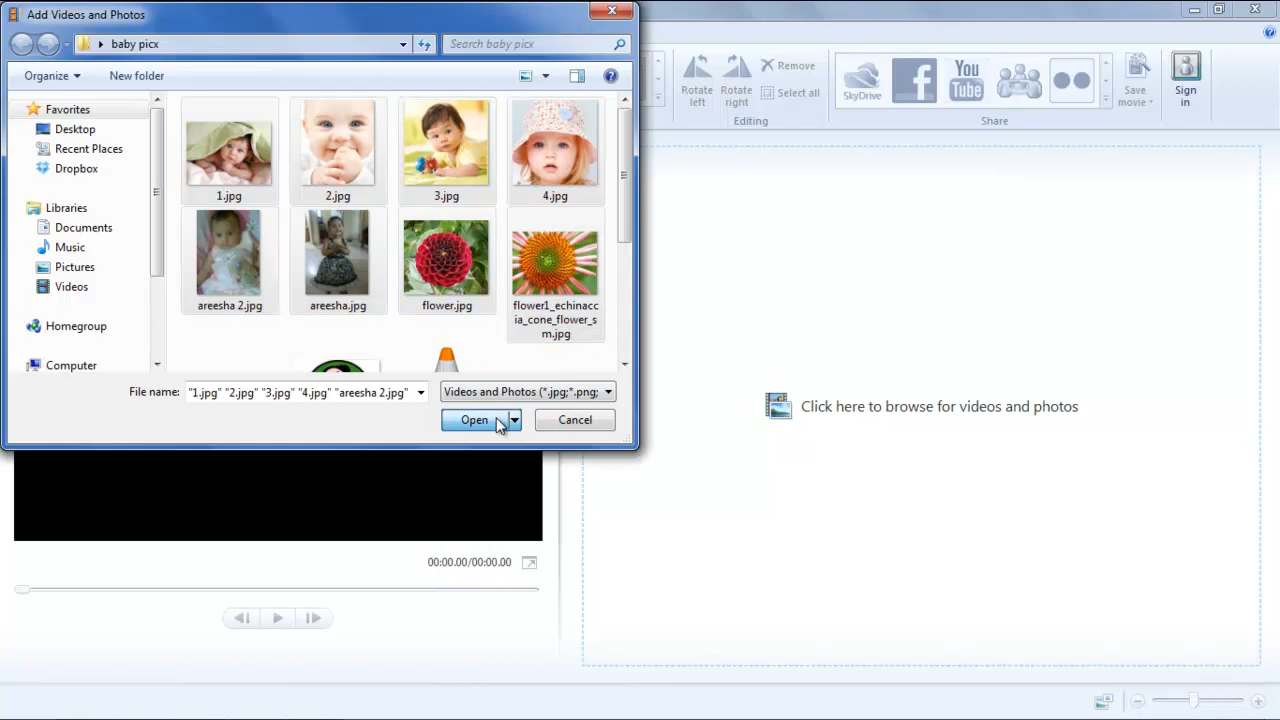 Add Videos and Photos
baby picx
Search baby picx
Organize
New folder
Favorites
Desktop
Recent Places
Dropbox
Libraries
Documents
Music
Pictures
Videos
Homegroup
Computer
1.jpg
2.jpg
3.jpg
4.jpg
areesha 2.jpg
areesha.jpg
flower.jpg
flower1_echinacc
ia_cone_flower_s
m.jpg
File name:
"1.jpg" "2.jpg" "3.jpg" "4.jpg" "areesha 2.jpg"
Videos and Photos (*.jpg;*.png;
Open
Cancel
Rotate
left
Rotate
right
Remove
Select all
Editing
SkyDrive
You
Tube
Share
Save
movie
Sign
in
Click here to browse for videos and photos
00:00.00/00:00.00